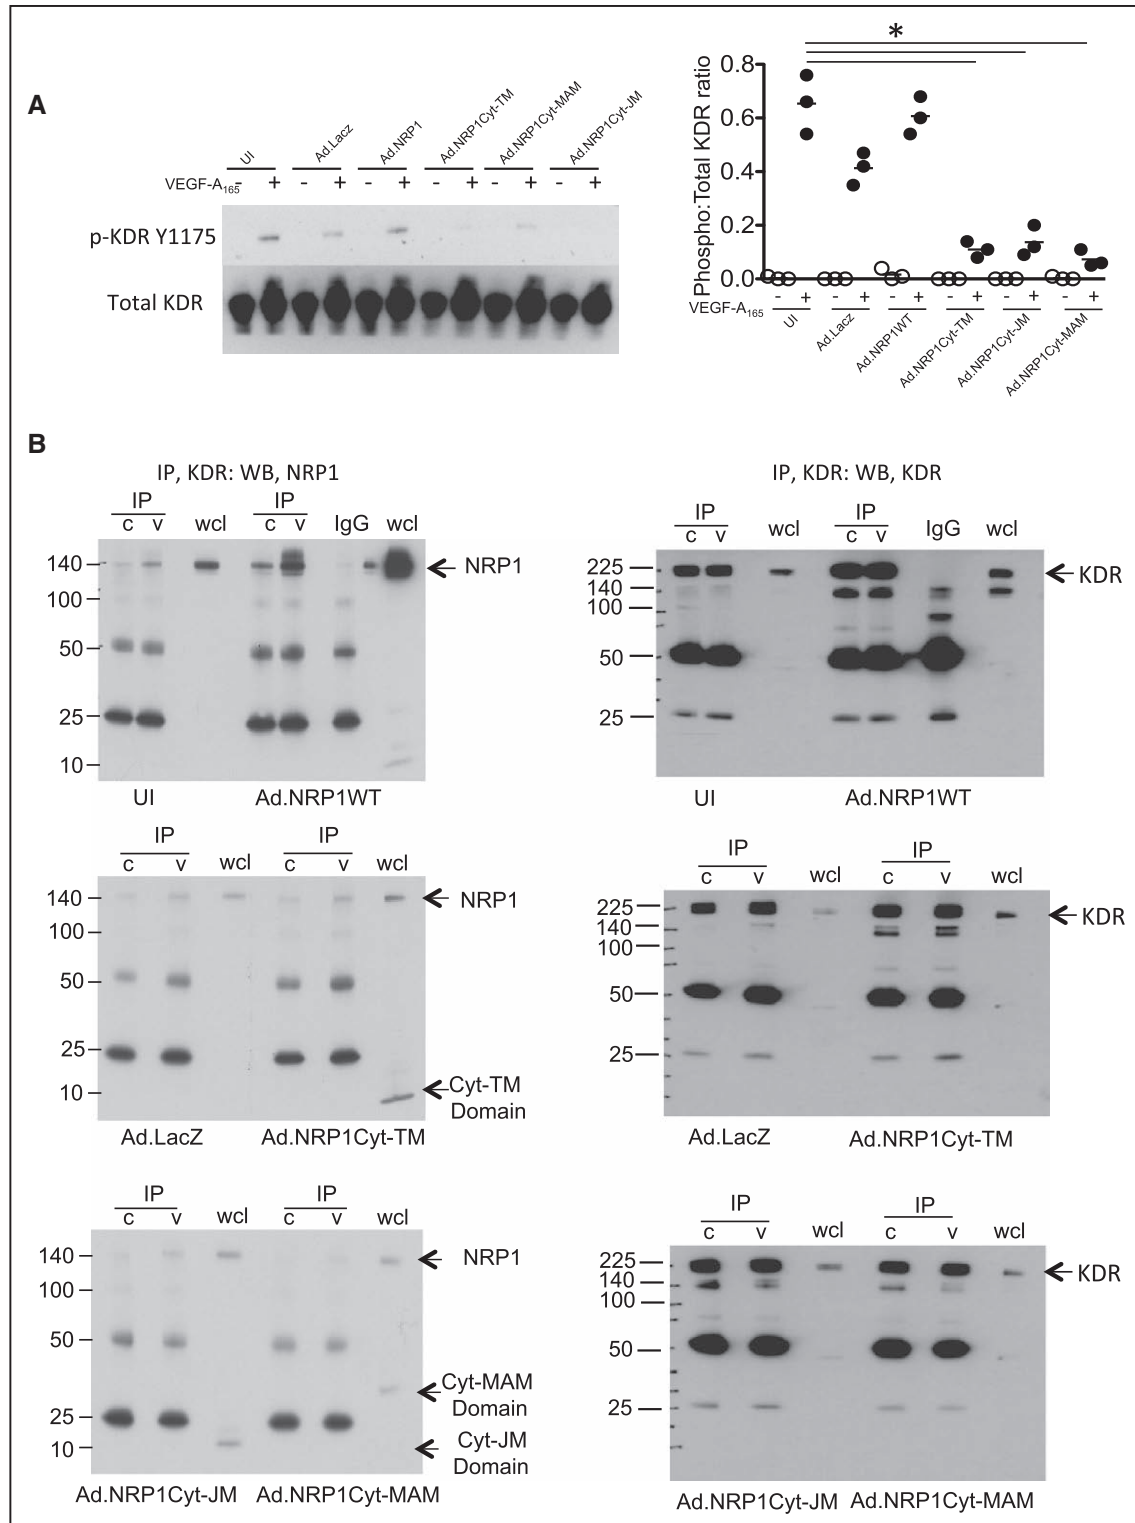 A
UI
Ad.Lacz
Ad.NRP1
Ad.NRP1Cyt-TM
Ad.NRP1Cyt-MAM
Ad.NRP1Cyt-JM
VEGF-A165 - + - + - + - + - + - +
p-KDR Y1175
Total KDR
*
Phospho:Total KDR ratio
0.8
0.6
0.4
0.2
0.0
VEGF-A165 - + - + - + - + - + - +
UI
Ad.Lacz
Ad.NRP1WT
Ad.NRP1Cyt-TM
Ad.NRP1Cyt-JM
Ad.NRP1Cyt-MAM
B
IP, KDR: WB, NRP1
IP IP
c v wcl c v IgG wcl
140 NRP1
100
50
25
10
UI Ad.NRP1WT
IP, KDR: WB, KDR
IP IP
c v wcl c v IgG wcl
225 KDR
140
100
50
25
UI Ad.NRP1WT
IP IP
c v wcl c v wcl
140 NRP1
100
50
25
10 Cyt-TM
Domain
Ad.LacZ Ad.NRP1Cyt-TM
IP IP
c v wcl c v wcl
225 KDR
140
100
50
25
Ad.LacZ Ad.NRP1Cyt-TM
IP IP
c v wcl c v wcl
140 NRP1
100
50
Cyt-MAM
Domain
25
10 Cyt-JM
Domain
Ad.NRP1Cyt-JM Ad.NRP1Cyt-MAM
IP IP
c v wcl c v wcl
225 KDR
140
100
50
25
Ad.NRP1Cyt-JM Ad.NRP1Cyt-MAM